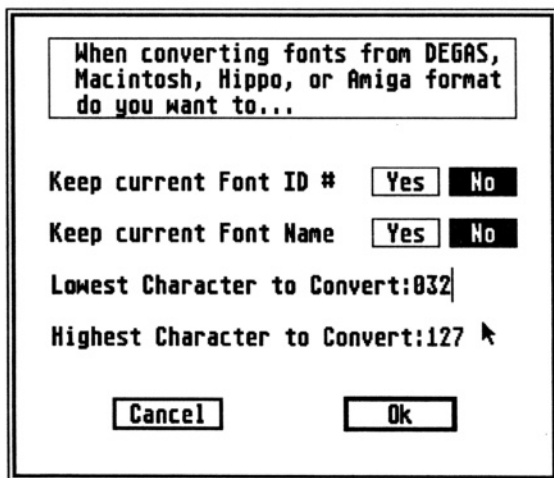 When converting fonts from DEGAS,
Macintosh, Hippo, or Amiga format
do you want to...
Keep current Font ID # Yes No
Keep current Font Name Yes No
Lowest Character to Convert:032
Highest Character to Convert:127
Cancel Ok